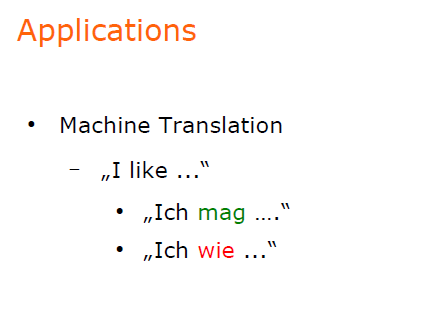 Applications
• Machine Translation
– „I like ...“
• „Ich mag ….“
• „Ich wie ...“